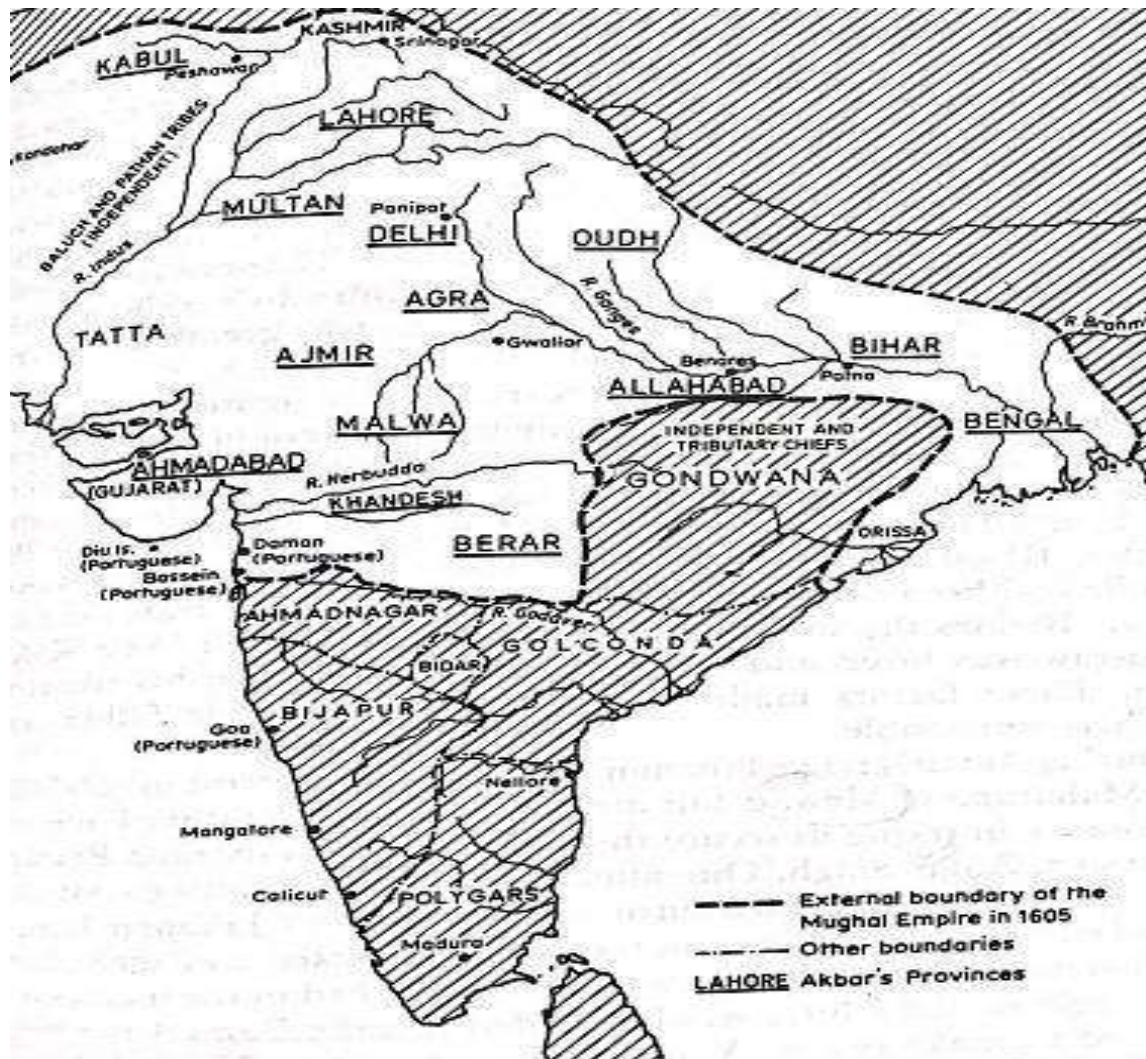 KASHMIR
Srinagar
KABUL
Peshawar
LAHORE
Kandahar
BALUCH AND PATHAN TRIBES
(INDEPENDENT)
MULTAN
Panipat
DELHI
OUDH
R. Indus
AGRA
R. Ganges
TATTA
R. Brahm
AJMIR
Gwalior
Benares
BIHAR
ALLAHABAD
Patna
MALWA
BENGAL
INDEPENDENT AND
TRIBUTARY CHIEFS
AHMADABAD
(GUJARAT)
R. Nerbudda
GONDWANA
KHANDESH
ORISSA
BERAR
Daman
(Portuguese)
Diu Is.
(Portuguese)
Bassein
(Portuguese)
AHMADNAGAR
GOLCONDA
(BIDAR)
BIJAPUR
Goa
(Portuguese)
Nellore
Mangalore
Calicut
POLYGARS
Madura
External boundary of the
Mughal Empire in 1605
Other boundaries
LAHORE Akbar's Provinces